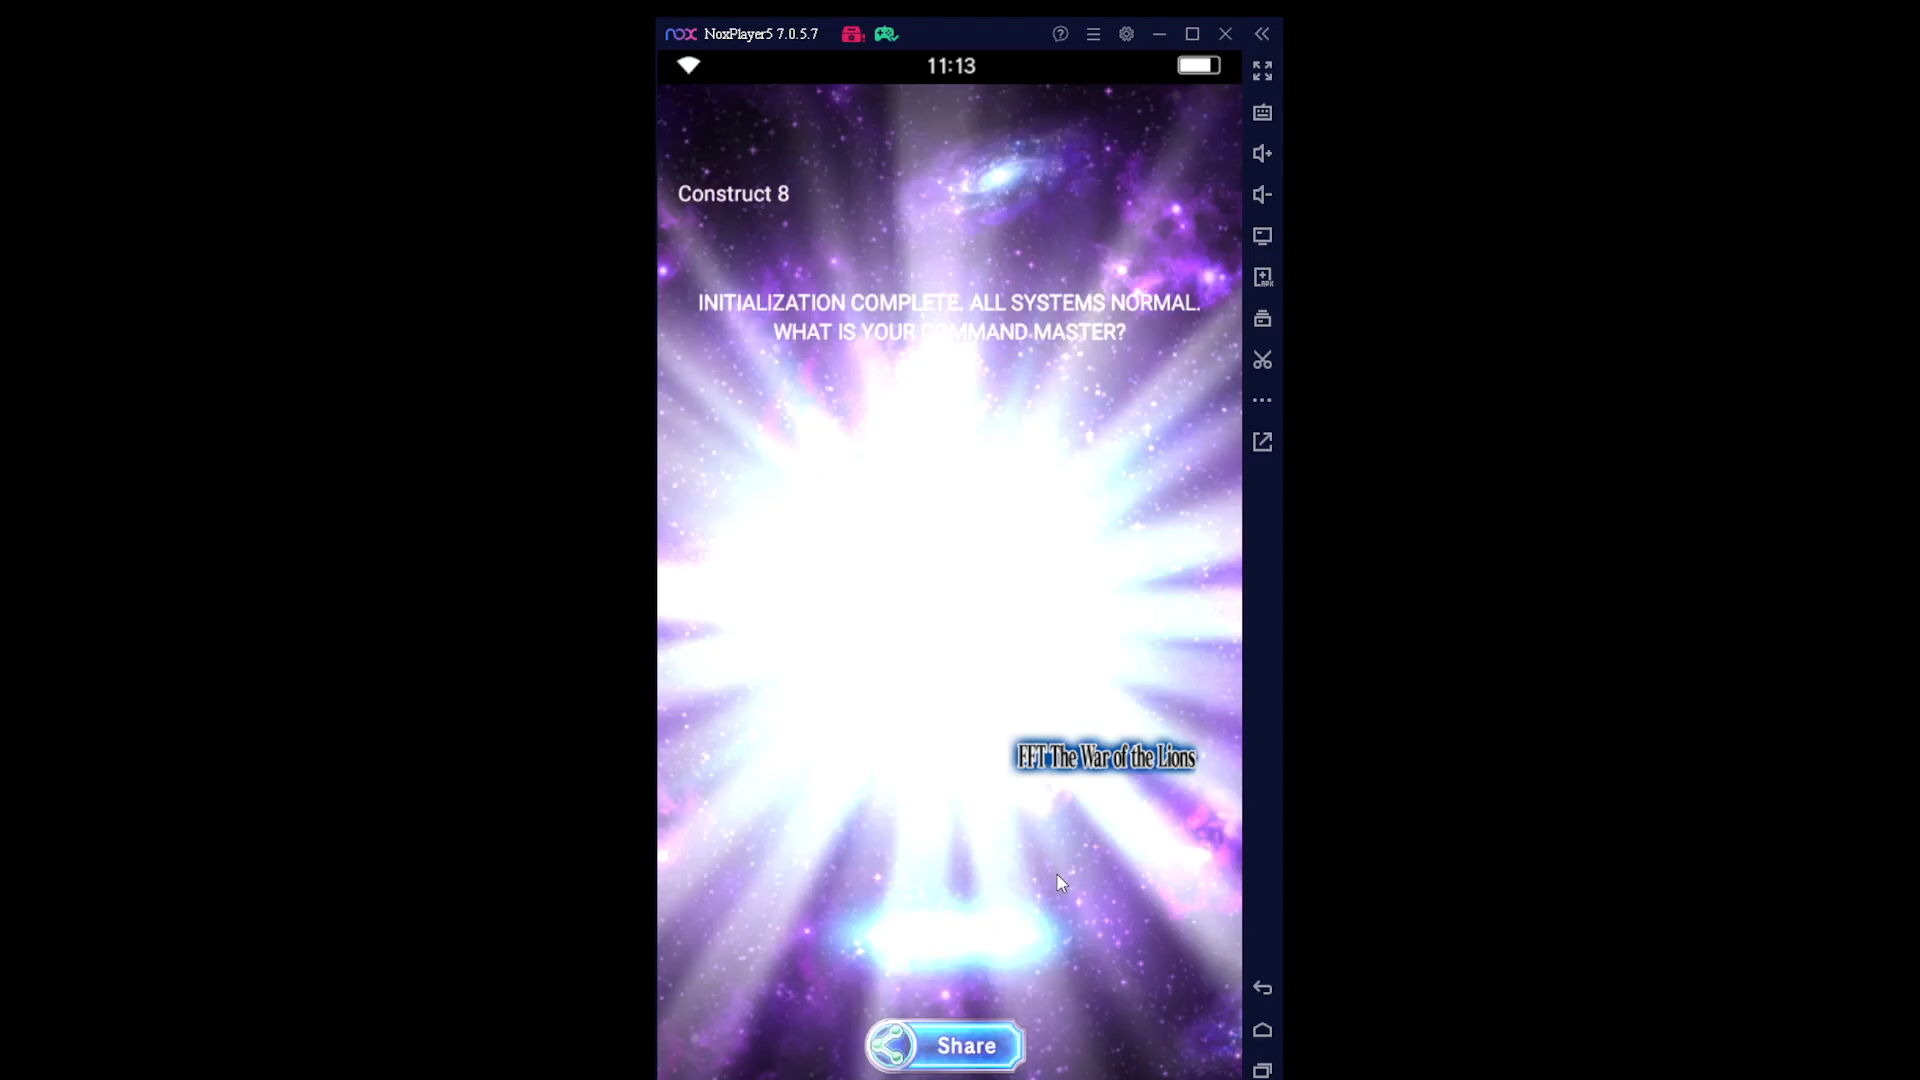 nox NoxPlayer5 7.0.5.7
11:13
Construct 8
INITIALIZATION COMPLETE. ALL SYSTEMS NORMAL.
WHAT IS YOUR COMMAND MASTER?
FFT The War of the Lions
Share